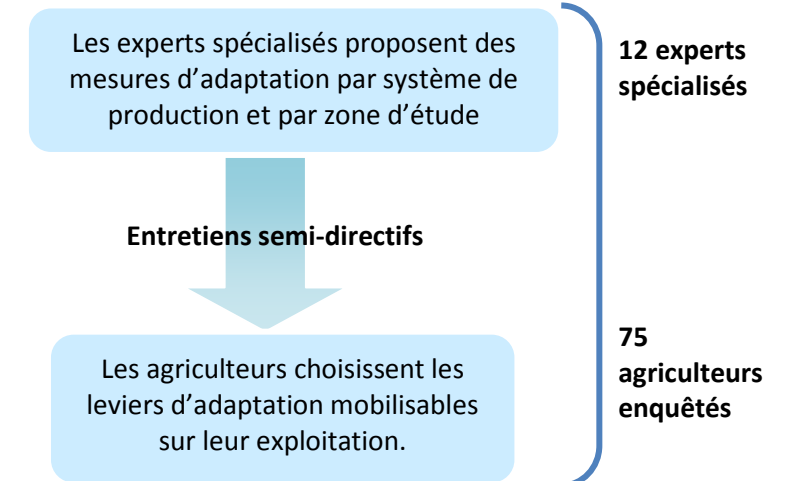 Les experts spécialisés proposent des
mesures d'adaptation par système de
production et par zone d'étude
12 experts
spécialisés
Entretiens semi-directifs
Les agriculteurs choisissent les
leviers d'adaptation mobilisables
sur leur exploitation.
75
agriculteurs
enquêtés